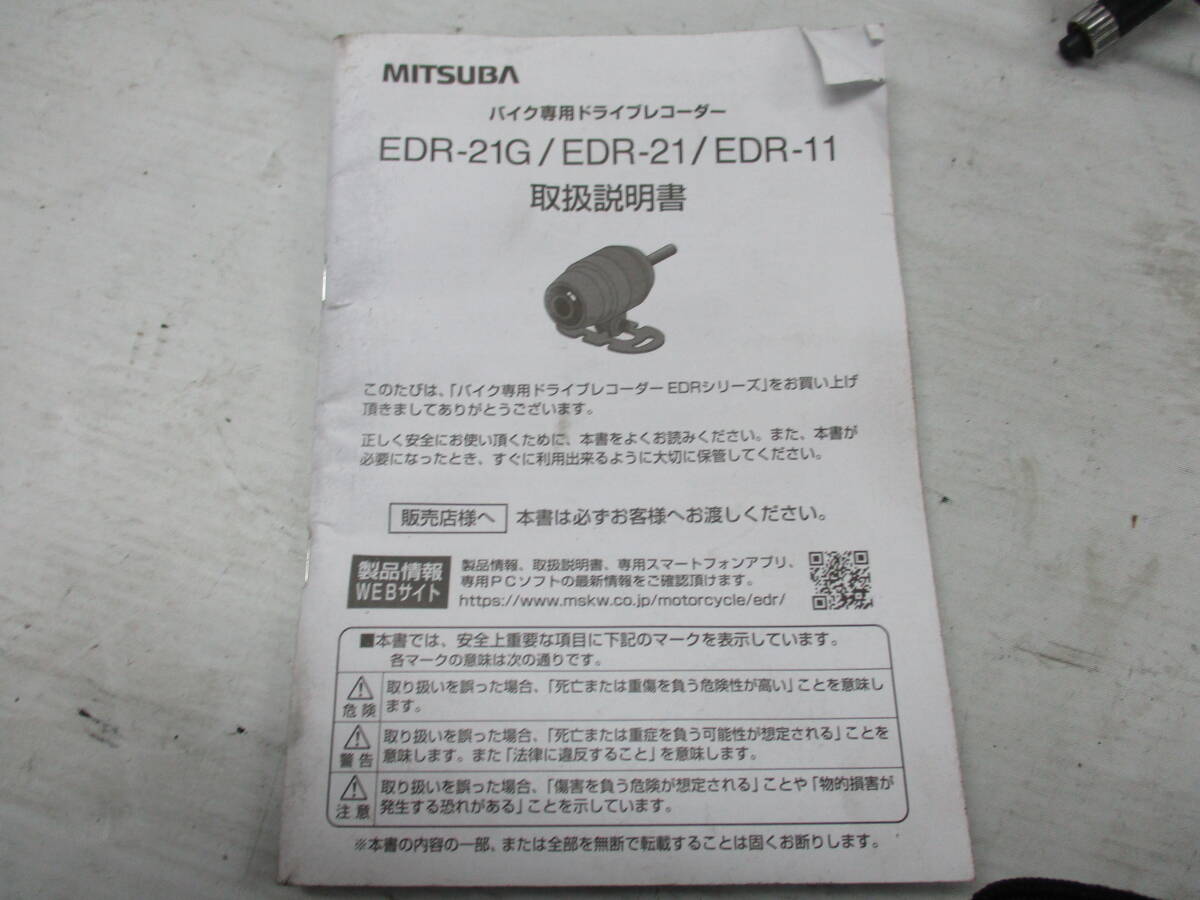 MITSUBA
バイク専用ドライブレコーダー
EDR-21G/EDR-21/EDR-11
取扱説明書
このたびは、「バイク専用ドライブレコーダー EDRシリーズ」をお買い上げ
頂きましてありがとうございます。
正しく安全にお使い頂くために、本書をよくお読みください。また、本書が
必要になったとき、すぐに利用出来るように大切に保管してください。
販売店様へ 本書は必ずお客様へお渡しください。
製品情報
WEBサイト
製品情報、取扱説明書、専用スマートフォンアプリ、
専用PCソフトの最新情報をご確認頂けます。
https://www.mskw.co.jp/motorcycle/edr/
■本書では、安全上重要な項目に下記のマークを表示しています。
各マークの意味は次の通りです。
危険
取り扱いを誤った場合、「死亡または重傷を負う危険性が高い」ことを意味し
ます。
警告
取り扱いを誤った場合、「死亡または重症を負う可能性が想定される」ことを
意味します。また「法律に違反すること」を意味します。
注意
取り扱いを誤った場合、「傷害を負う危険が想定される」ことや「物的損害が
発生する恐れがある」ことを示しています。
※本書の内容の一部、または全部を無断で転載することは固くお断りします。